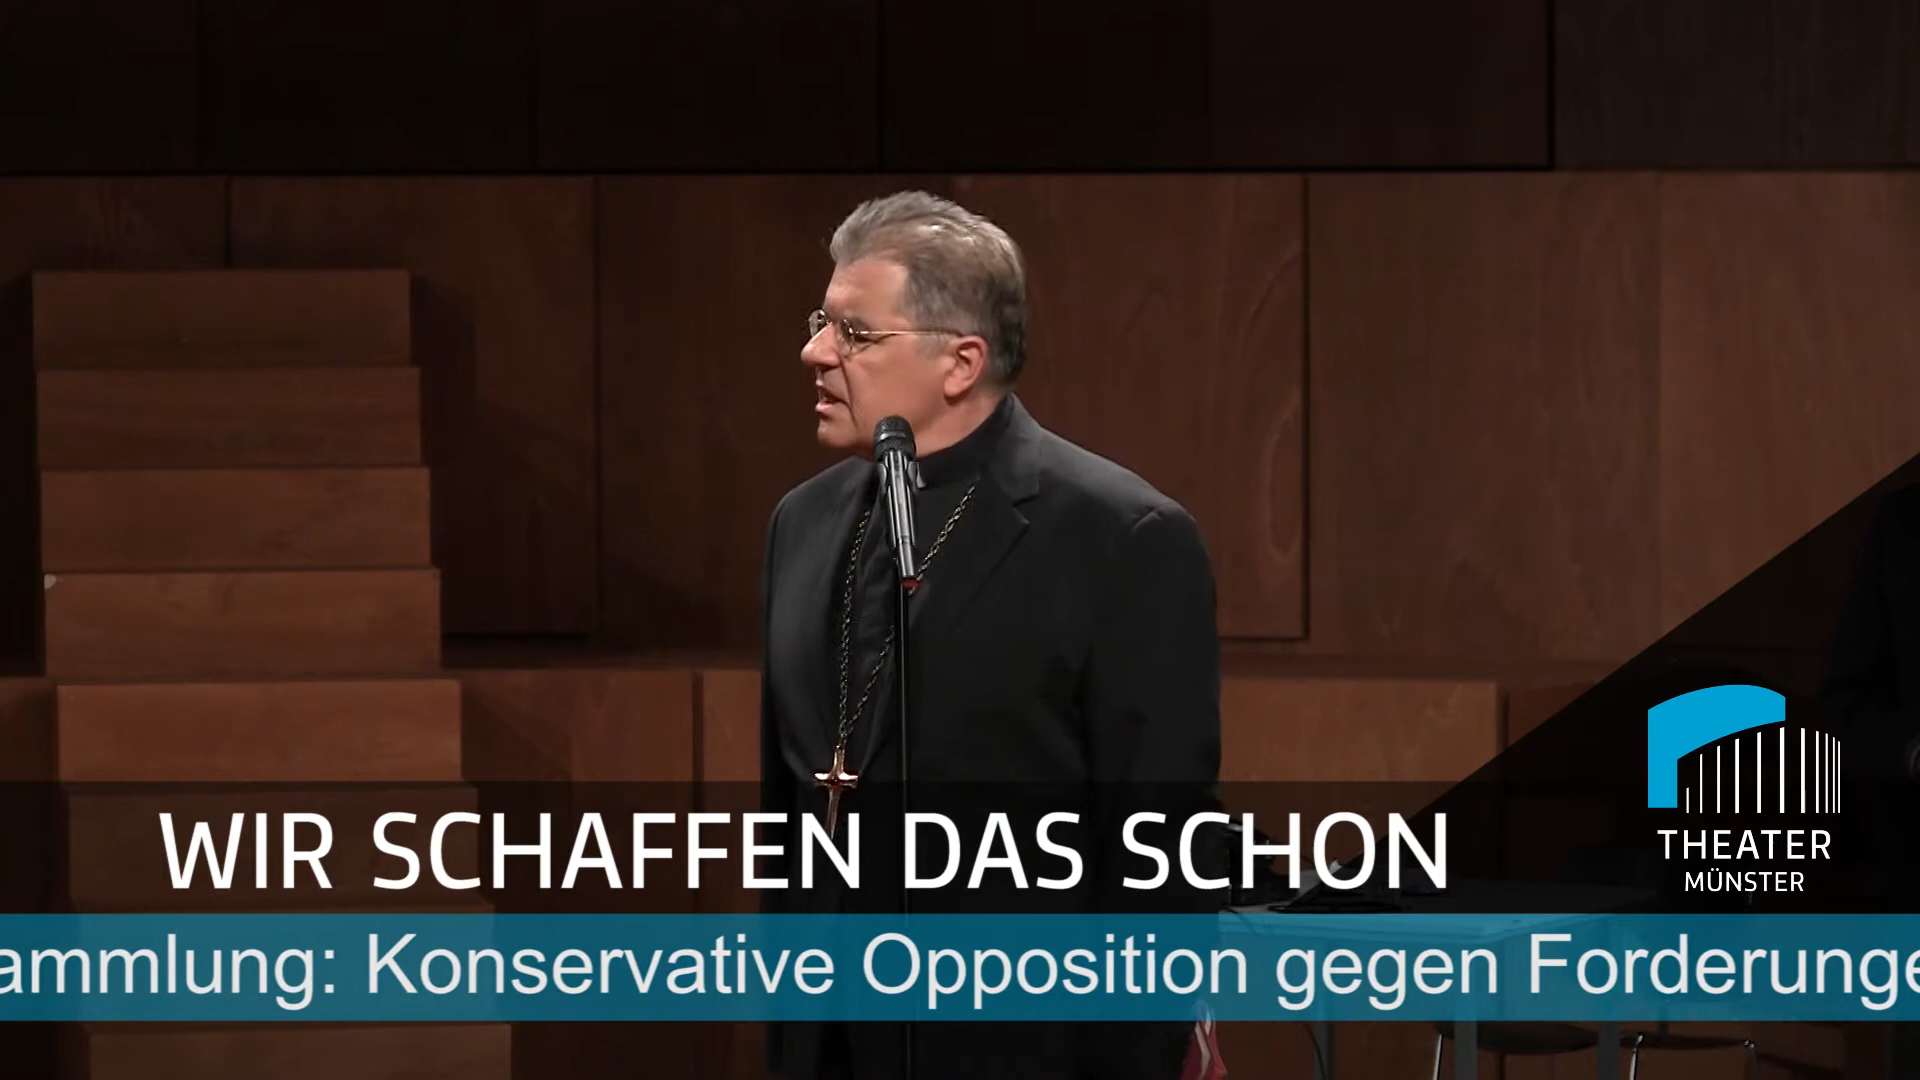 WIR SCHAFFEN DAS SCHON
THEATER
MÜNSTER
ammlung: Konservative Opposition gegen Forderunge